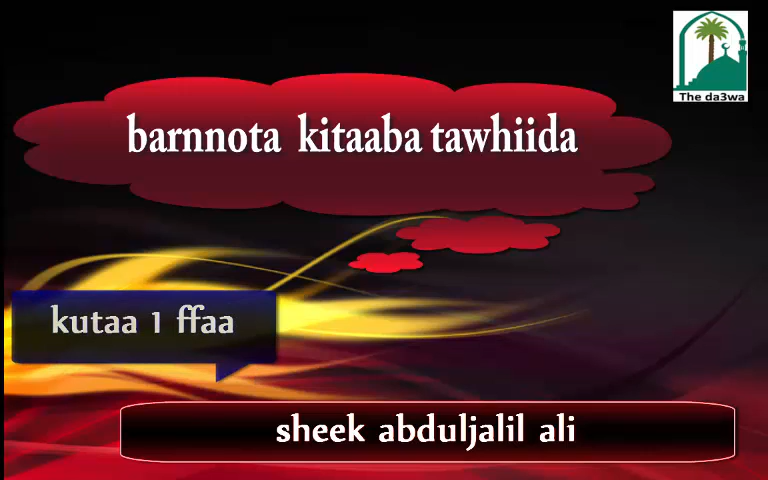 The da3wa
barnnota kitaaba tawhiida
kutaa 1 ffaa
sheek abduljalil ali